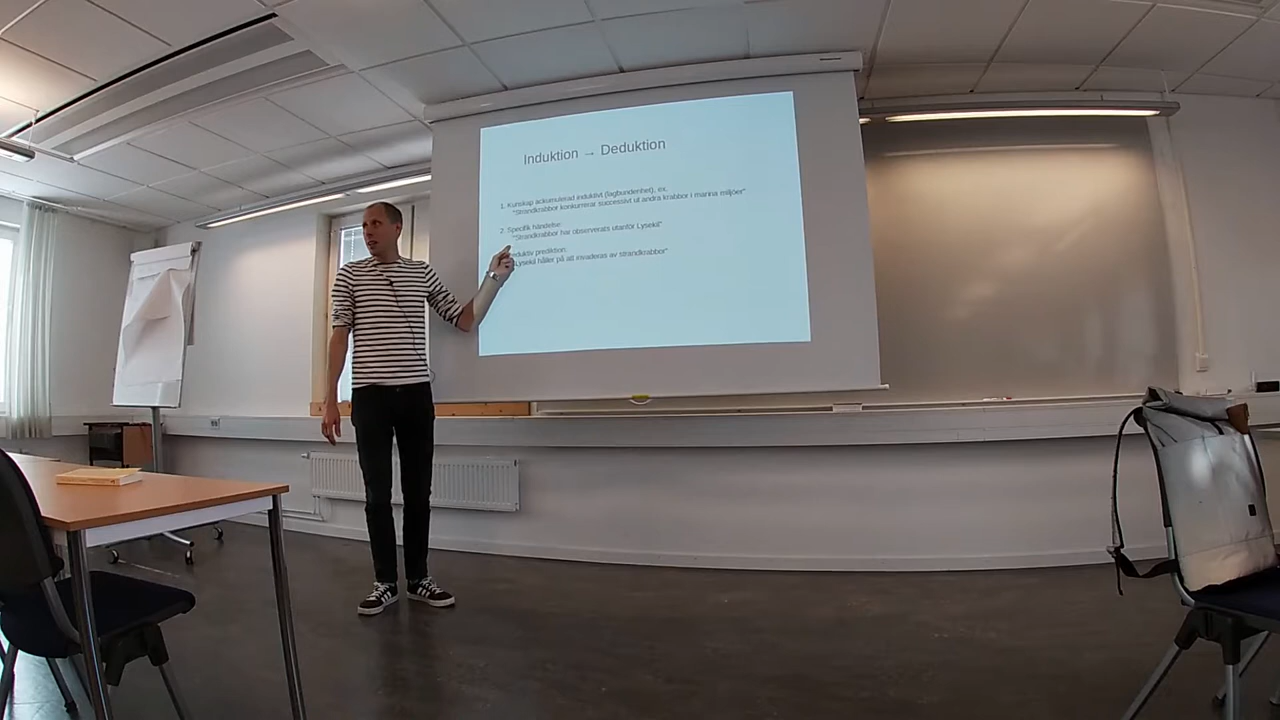 Induktion → Deduktion
1. Kunskap ackumulerad induktivt (lagbundenhet), ex.
"Strandkrabbor konkurrerar successivt ut andra krabbor i marina miljöer"
2. Specifik händelse:
"Strandkrabbor har observerats utanför Lysekil"
prediktion:
Lysekil håller på att invaderas av strandkrabbor"